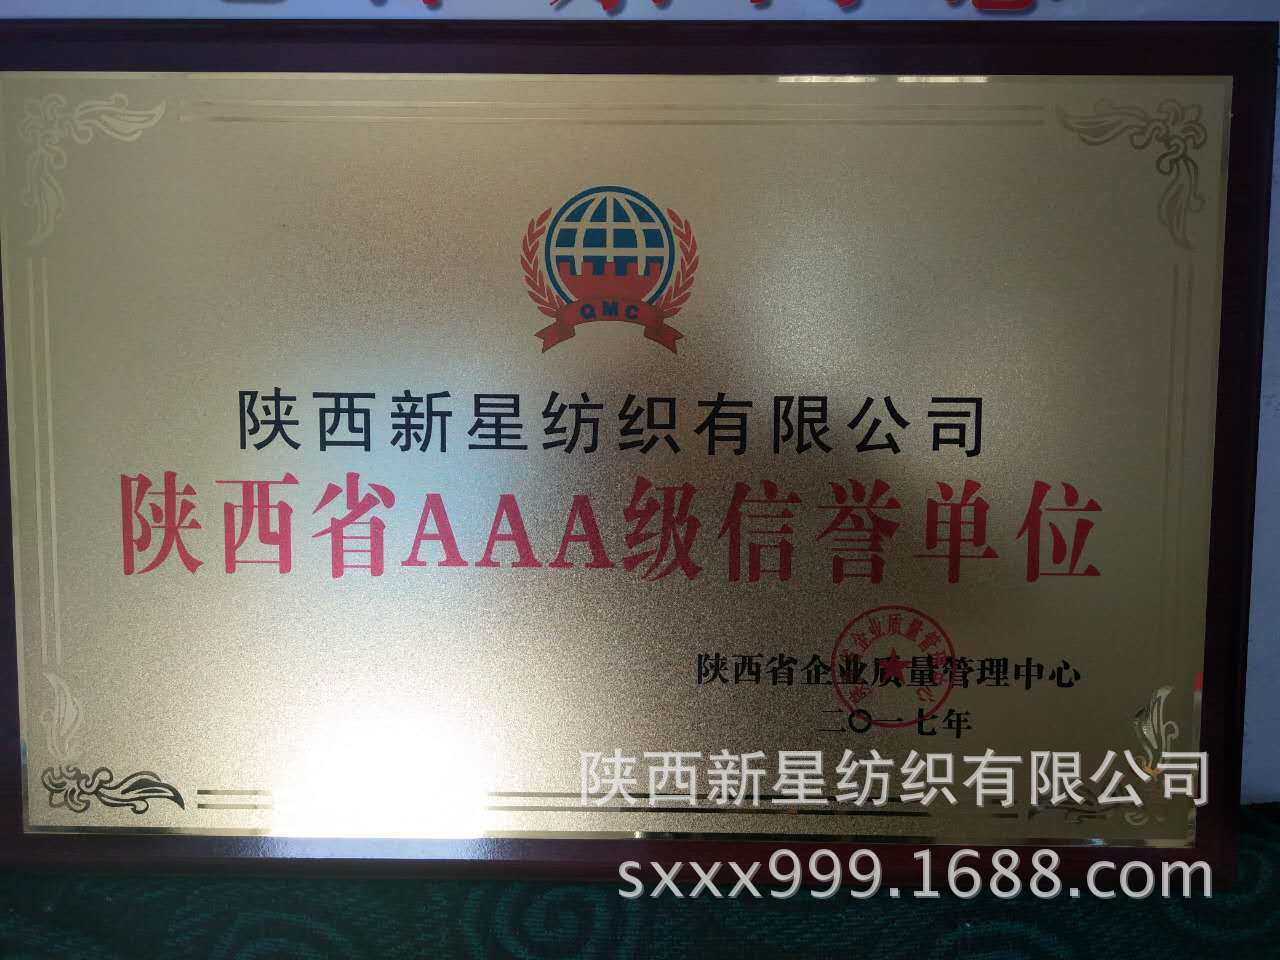 QMC
陕西新星纺织有限公司
陕西省AAA级信誉单位
陕西省企业质量管理中心
二〇一七年
陕西新星纺织有限公司
sxxx999.1688.com